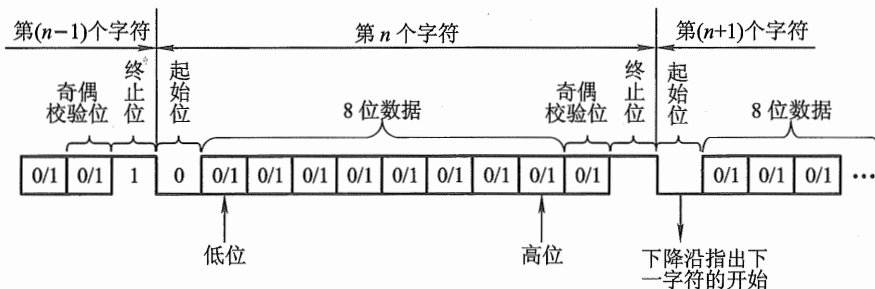 第(n−1)个字符
第 n 个字符
第(n+1)个字符
奇偶
校验位
终止位
起始位
8 位数据
奇偶
校验位
终止位
起始位
8 位数据
0/1 0/1 1 0 0/1 0/1 0/1 0/1 0/1 0/1 0/1 0/1 0/1 0/1 0/1 0/1 …
低位
高位
下降沿指出下
一字符的开始